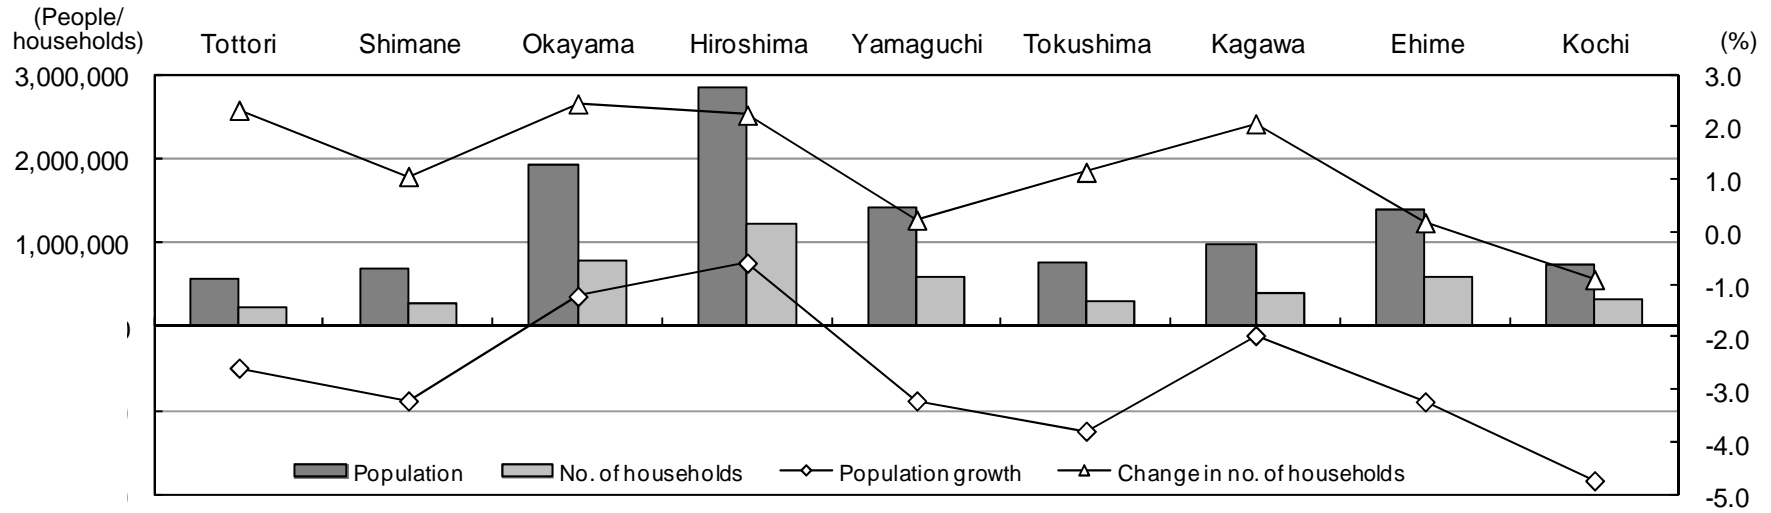 (People/
households)
Tottori Shimane Okayama Hiroshima Yamaguchi Tokushima Kagawa Ehime Kochi (%)
3,000,000 3.0
2,000,000 2.0
1,000,000 1.0
0.0
-1.0
-2.0
-3.0
-4.0
-5.0
Population No. of households Population growth Change in no. of households